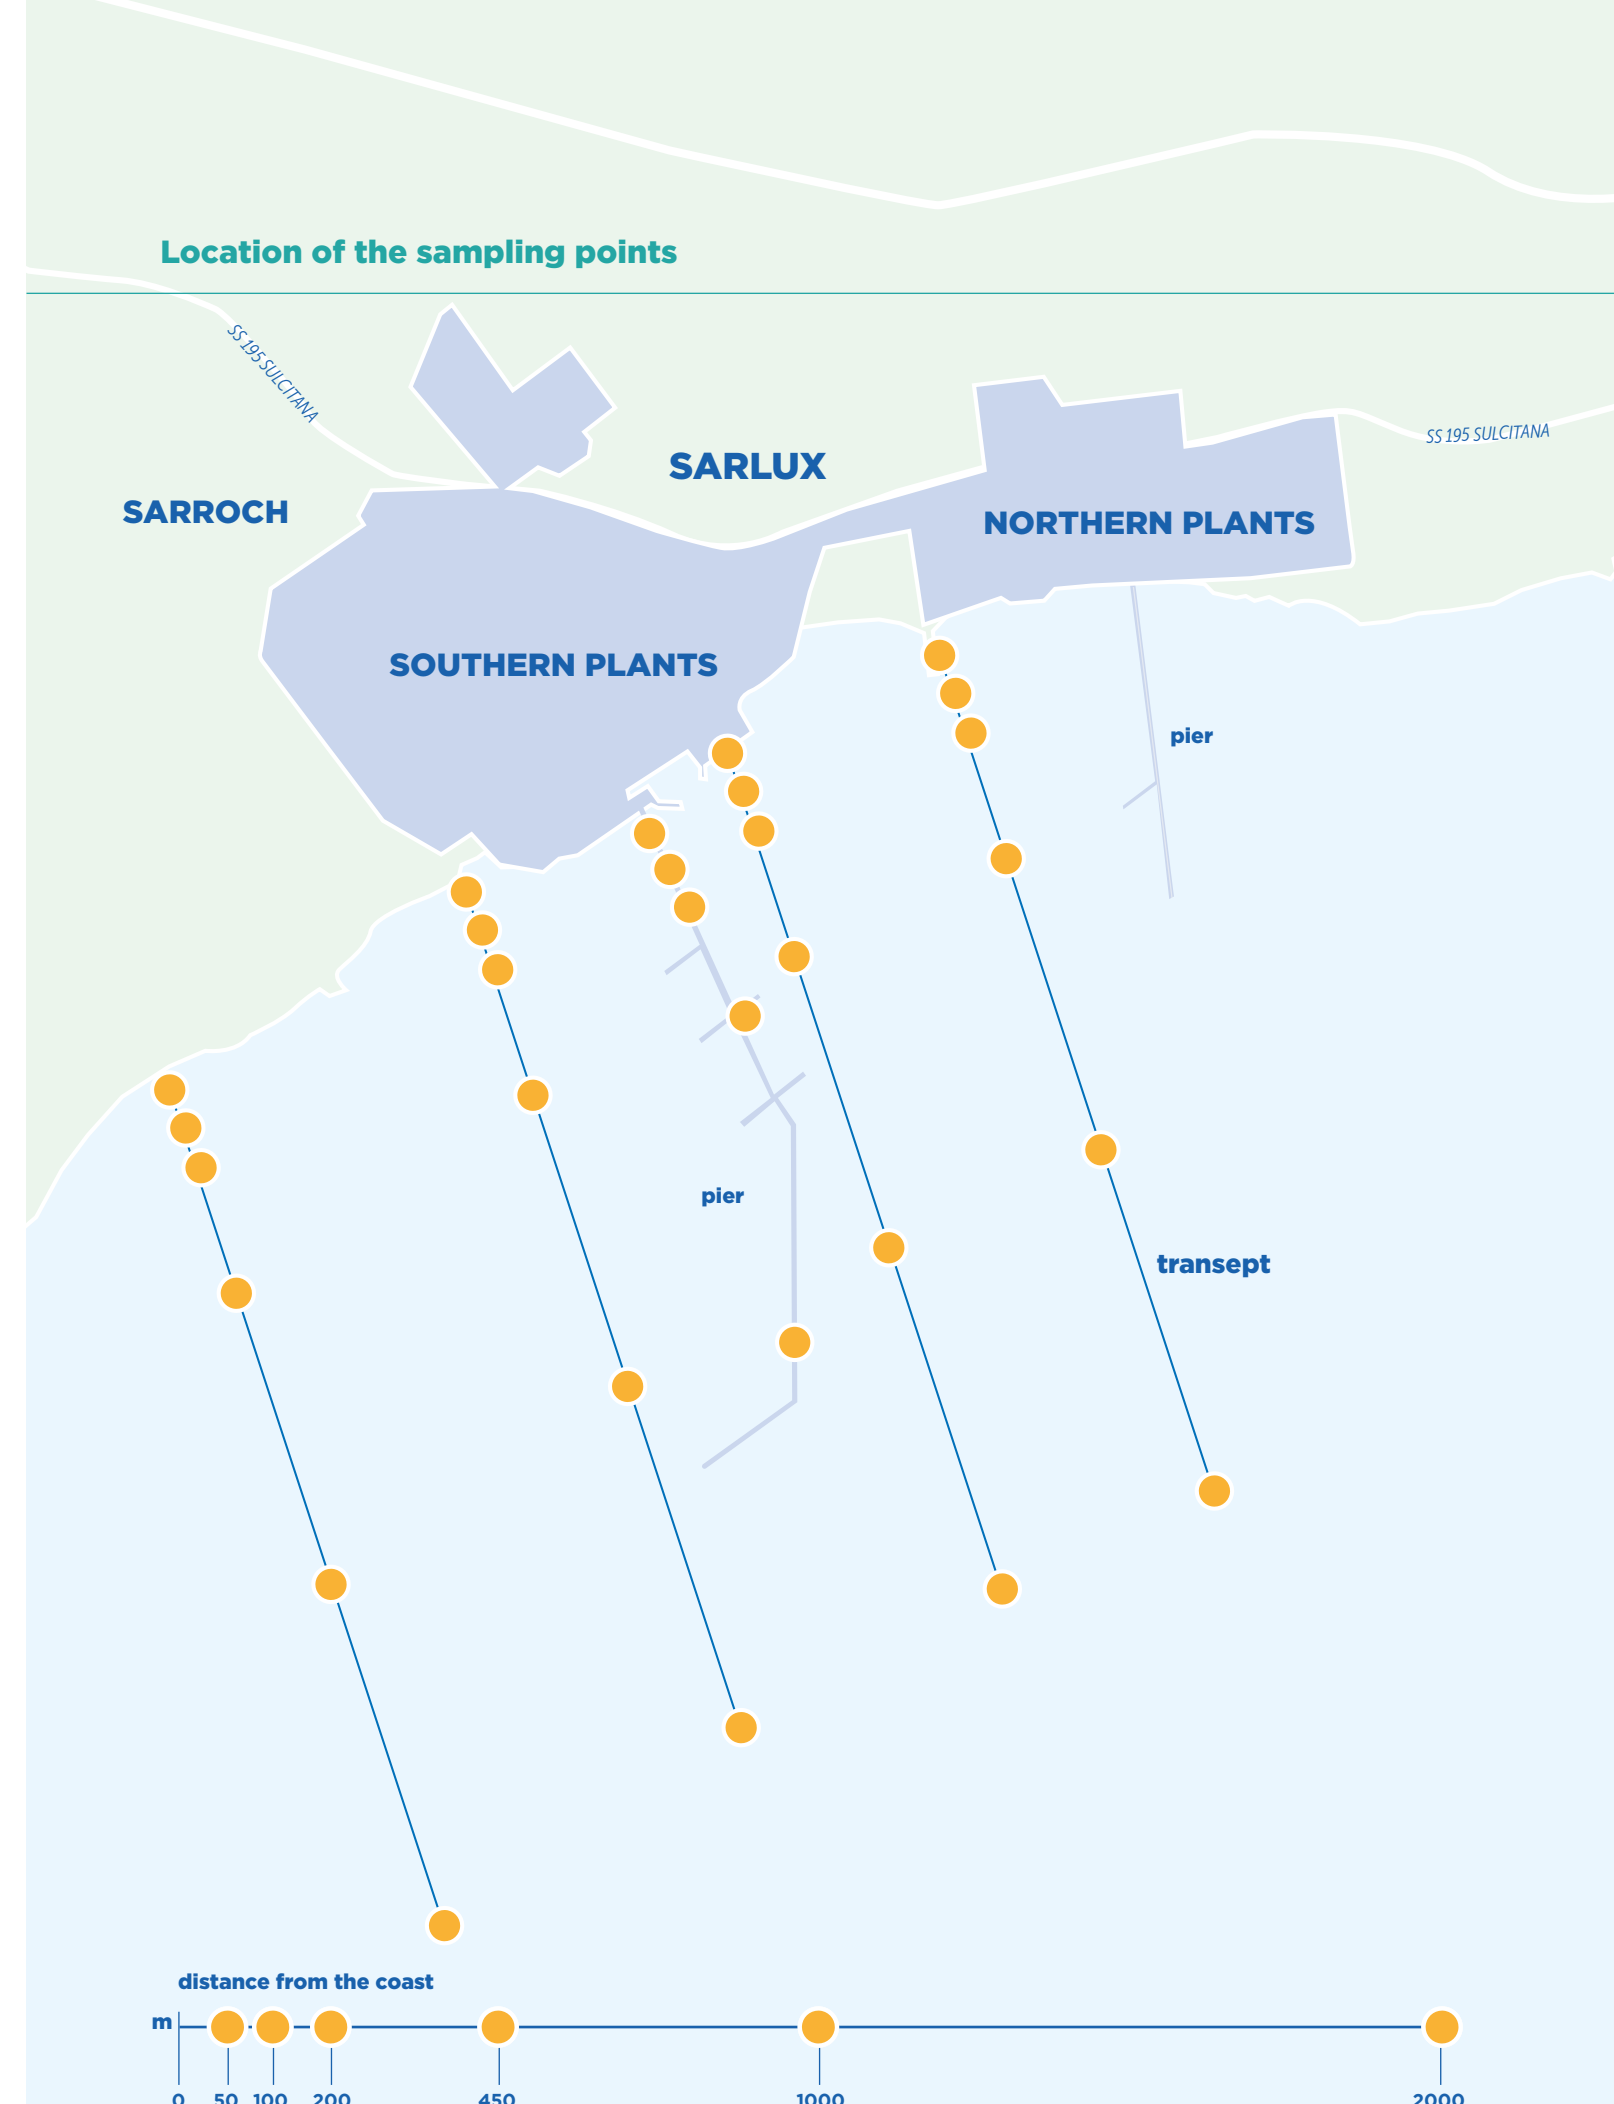 Location of the sampling points
SS 195 SULCITANA
SS 195 SULCITANA
SARLUX
SARROCH
NORTHERN PLANTS
SOUTHERN PLANTS
pier
pier
transept
distance from the coast
m
0 50 100 200 450 1000 2000